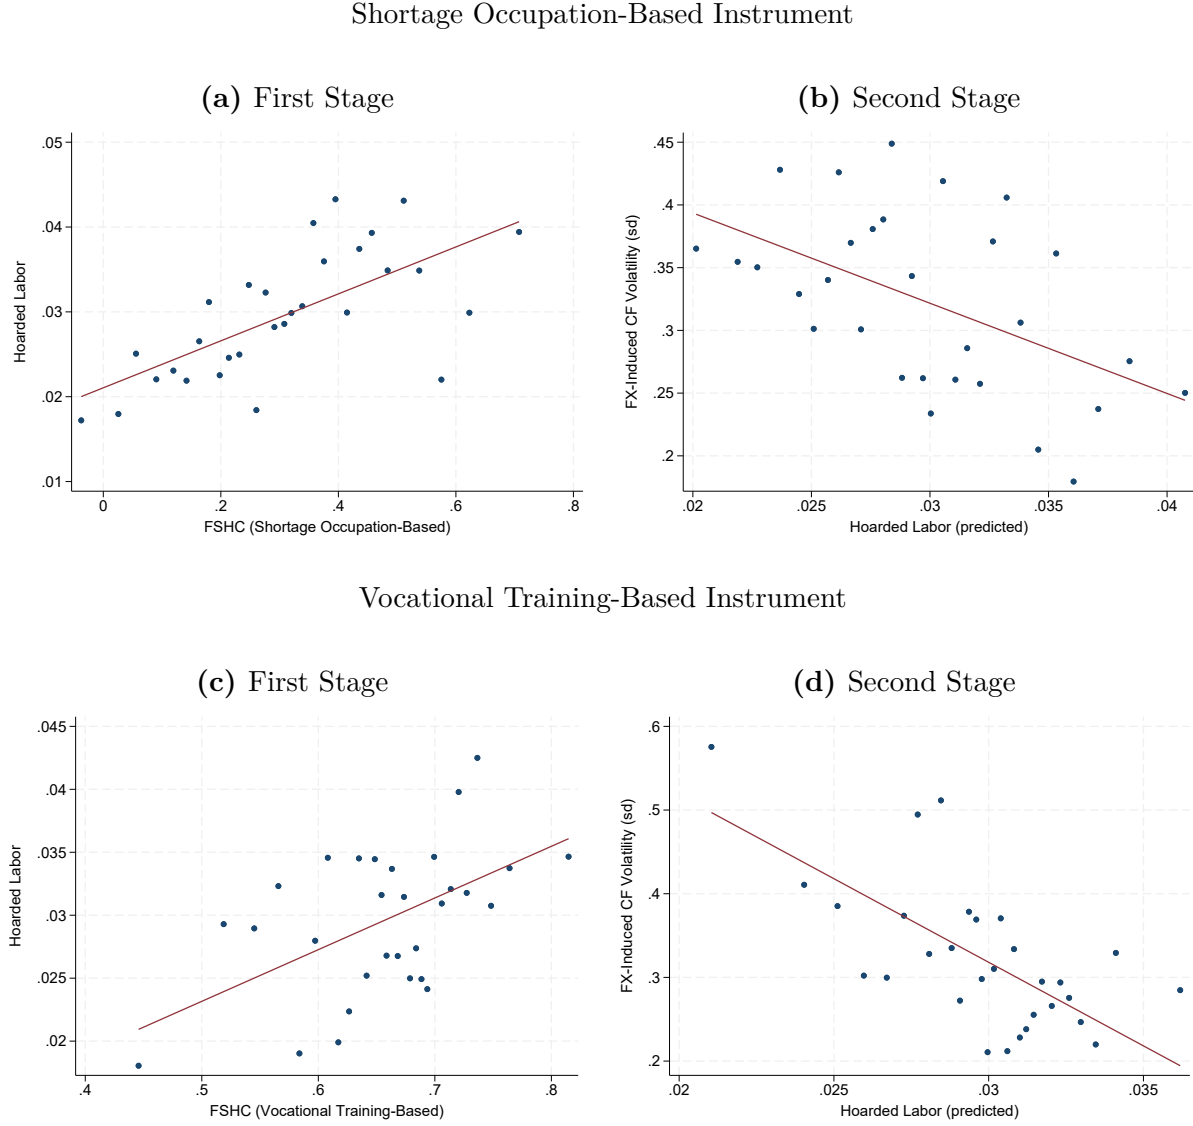 Shortage Occupation-Based Instrument
(a) First Stage
.05
.04
.03
.02
.01
Hoarded Labor
0 .2 .4 .6 .8
FSHC (Shortage Occupation-Based)
(b) Second Stage
.45
.4
.35
.3
.25
.2
FX-Induced CF Volatility (sd)
.02 .025 .03 .035 .04
Hoarded Labor (predicted)
Vocational Training-Based Instrument
(c) First Stage
.045
.04
.035
.03
.025
.02
Hoarded Labor
.4 .5 .6 .7 .8
FSHC (Vocational Training-Based)
(d) Second Stage
.6
.5
.4
.3
.2
FX-Induced CF Volatility (sd)
.02 .025 .03 .035
Hoarded Labor (predicted)